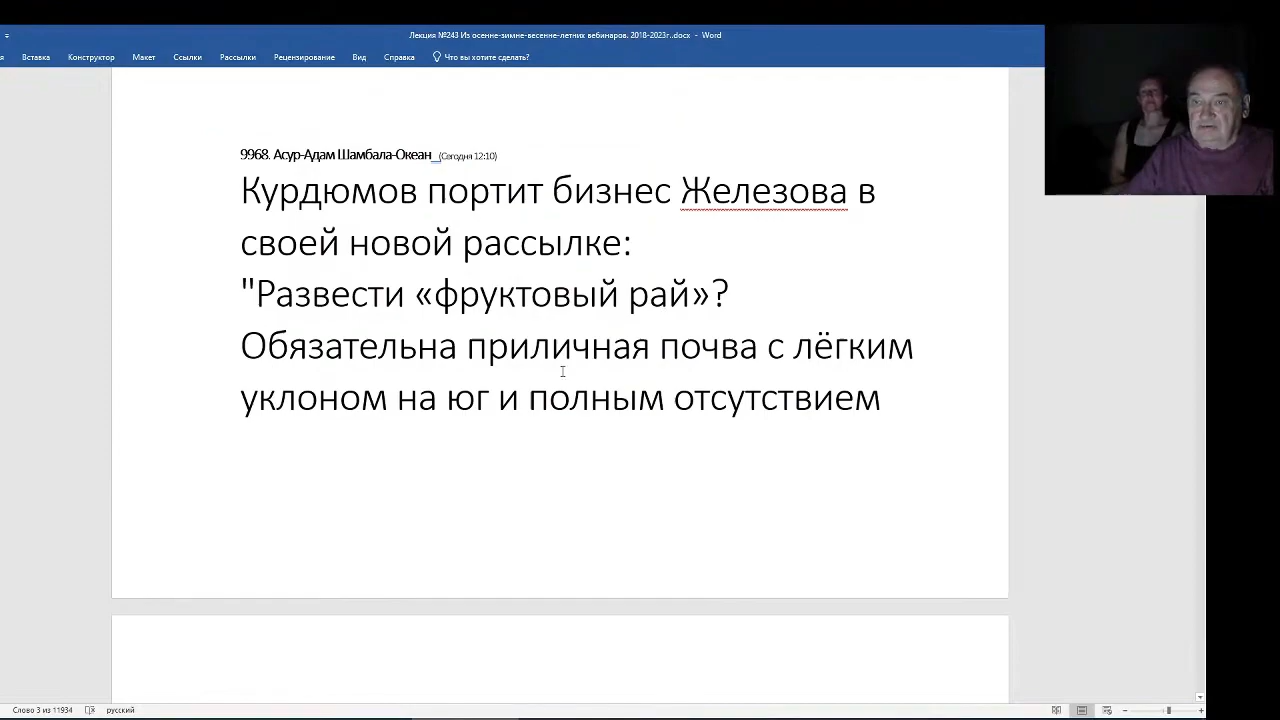 Лекция №243 Из осенне-зимне-весенне-летних вебинаров. 2018-2023г..docx - Word
я Вставка Конструктор Макет Ссылки Рассылки Рецензирование Вид Справка Что вы хотите сделать?
9968. Асур-Адам Шамбала-Океан (Сегодня 12:10)
Курдюмов портит бизнес Железова в
своей новой рассылке:
"Развести «фруктовый рай»?
Обязательна приличная почва с лёгким
уклоном на юг и полным отсутствием
Слово 3 из 11934 русский